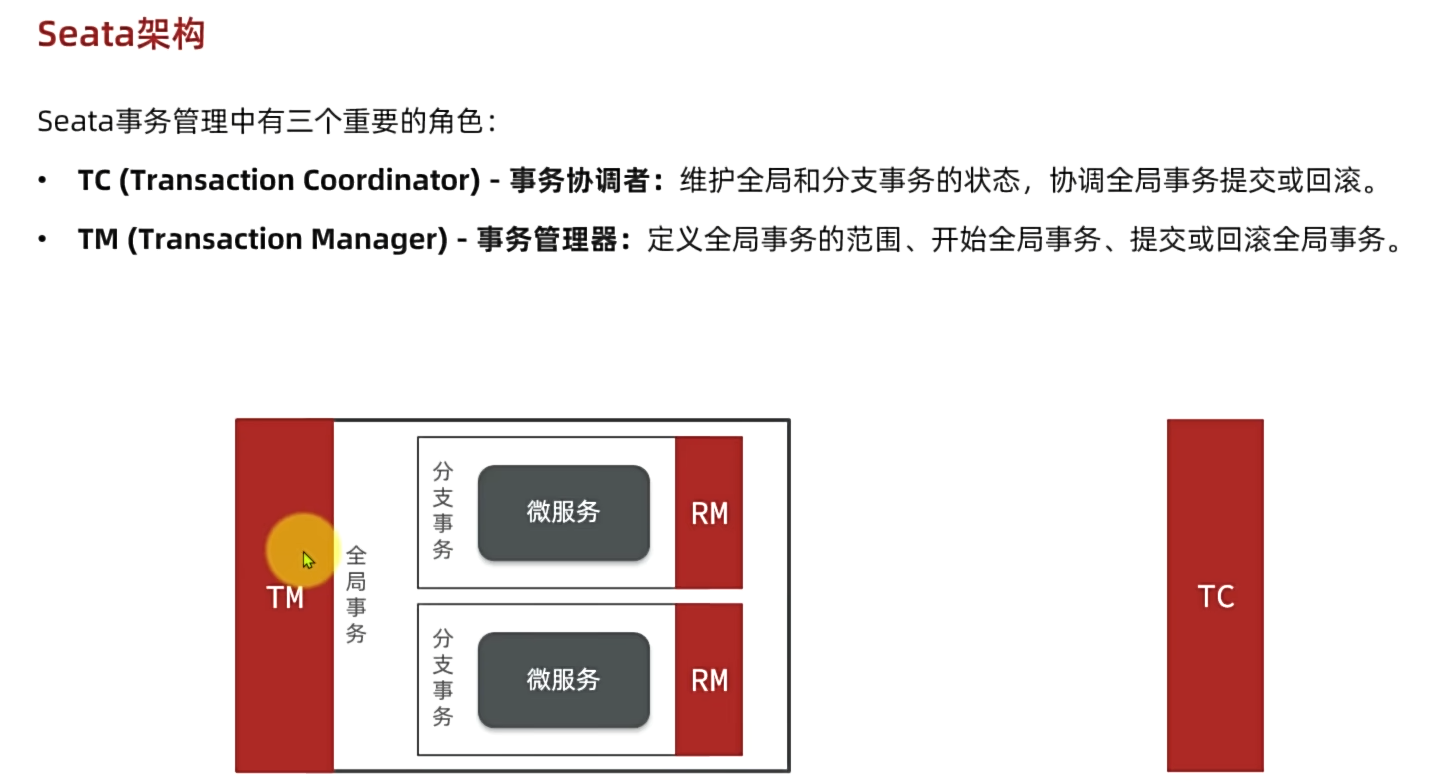 Seata架构
Seata事务管理中有三个重要的角色：
• TC (Transaction Coordinator) - 事务协调者：维护全局和分支事务的状态，协调全局事务提交或回滚。
• TM (Transaction Manager) - 事务管理器：定义全局事务的范围、开始全局事务、提交或回滚全局事务。
TM
全局事务
分支事务
微服务
RM
分支事务
微服务
RM
TC